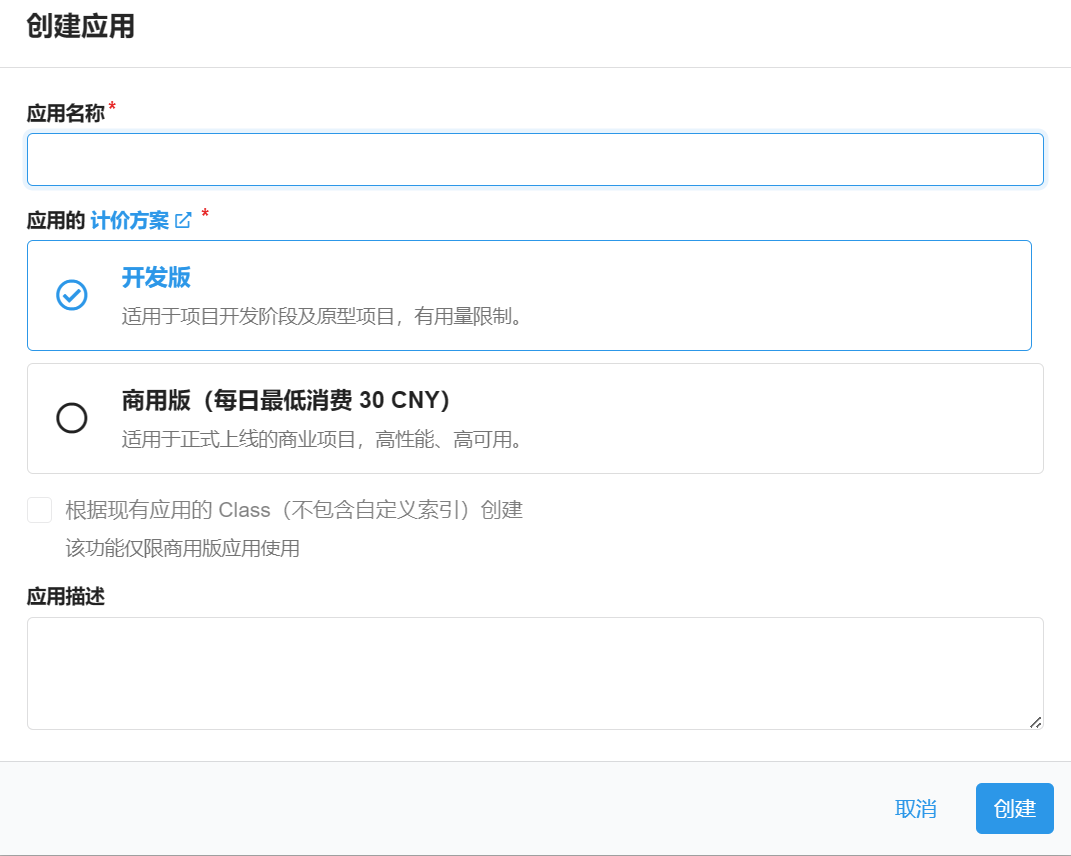 创建应用
应用名称*
应用的 计价方案 *
开发版
适用于项目开发阶段及原型项目，有用量限制。
商用版（每日最低消费 30 CNY）
适用于正式上线的商业项目，高性能、高可用。
根据现有应用的 Class（不包含自定义索引）创建
该功能仅限商用版应用使用
应用描述
取消 创建